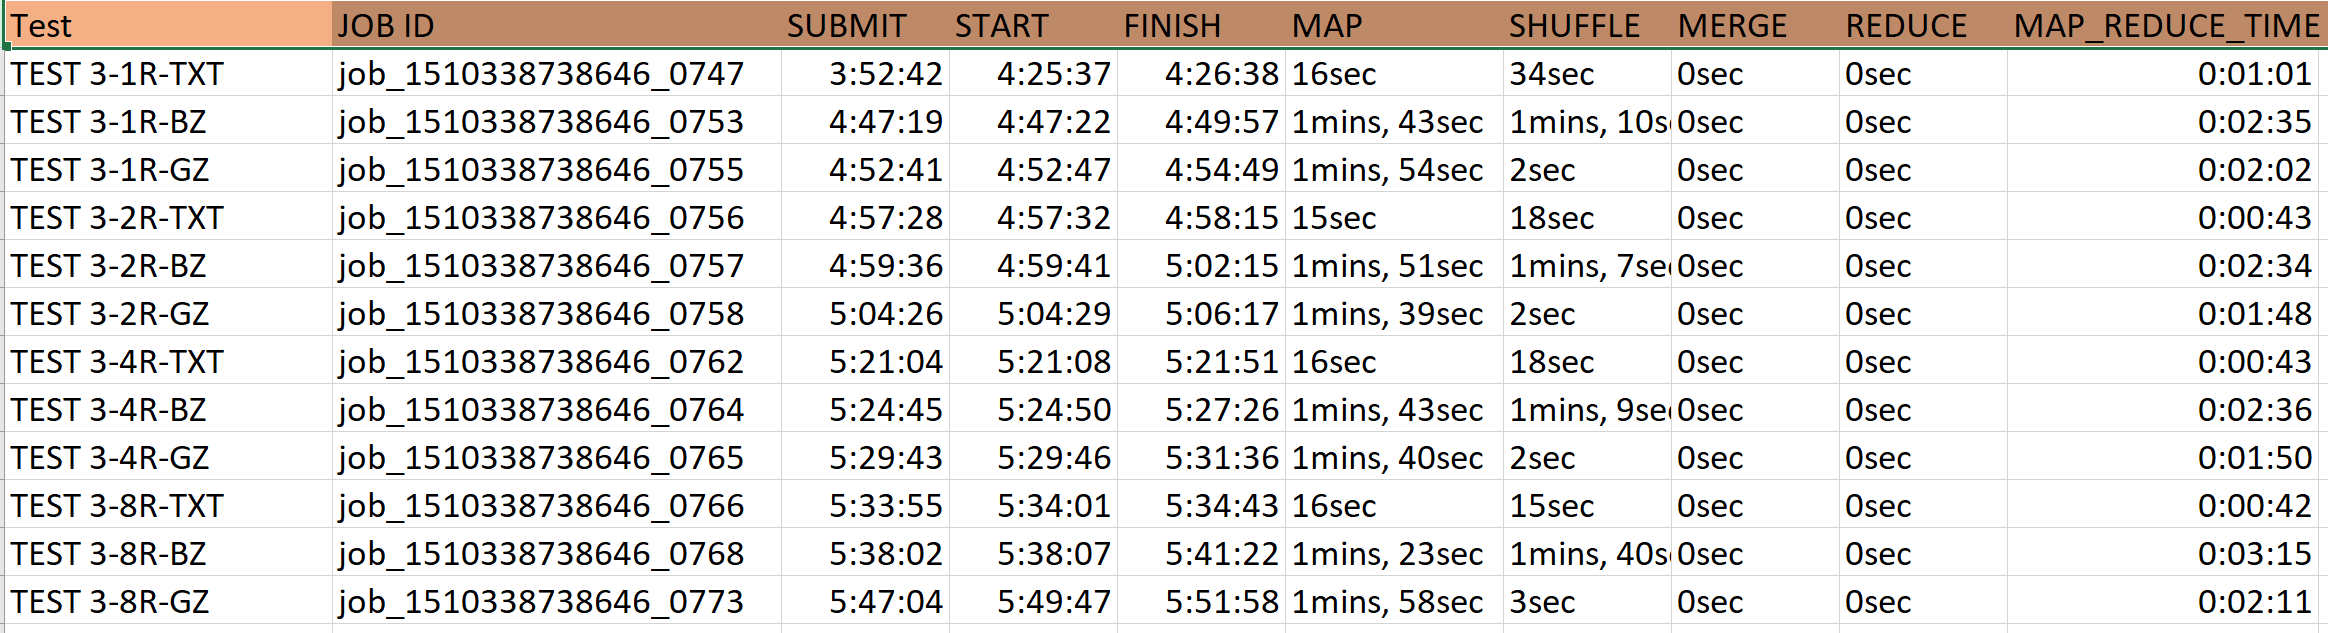 Test JOB ID SUBMIT START FINISH MAP SHUFFLE MERGE REDUCE MAP_REDUCE_TIME
TEST 3-1R-TXT job_1510338738646_0747 3:52:42 4:25:37 4:26:38 16sec 34sec 0sec 0sec 0:01:01
TEST 3-1R-BZ job_1510338738646_0753 4:47:19 4:47:22 4:49:57 1mins, 43sec 1mins, 10s 0sec 0sec 0:02:35
TEST 3-1R-GZ job_1510338738646_0755 4:52:41 4:52:47 4:54:49 1mins, 54sec 2sec 0sec 0sec 0:02:02
TEST 3-2R-TXT job_1510338738646_0756 4:57:28 4:57:32 4:58:15 15sec 18sec 0sec 0sec 0:00:43
TEST 3-2R-BZ job_1510338738646_0757 4:59:36 4:59:41 5:02:15 1mins, 51sec 1mins, 7se 0sec 0sec 0:02:34
TEST 3-2R-GZ job_1510338738646_0758 5:04:26 5:04:29 5:06:17 1mins, 39sec 2sec 0sec 0sec 0:01:48
TEST 3-4R-TXT job_1510338738646_0762 5:21:04 5:21:08 5:21:51 16sec 18sec 0sec 0sec 0:00:43
TEST 3-4R-BZ job_1510338738646_0764 5:24:45 5:24:50 5:27:26 1mins, 43sec 1mins, 9se 0sec 0sec 0:02:36
TEST 3-4R-GZ job_1510338738646_0765 5:29:43 5:29:46 5:31:36 1mins, 40sec 2sec 0sec 0sec 0:01:50
TEST 3-8R-TXT job_1510338738646_0766 5:33:55 5:34:01 5:34:43 16sec 15sec 0sec 0sec 0:00:42
TEST 3-8R-BZ job_1510338738646_0768 5:38:02 5:38:07 5:41:22 1mins, 23sec 1mins, 40s 0sec 0sec 0:03:15
TEST 3-8R-GZ job_1510338738646_0773 5:47:04 5:49:47 5:51:58 1mins, 58sec 3sec 0sec 0sec 0:02:11